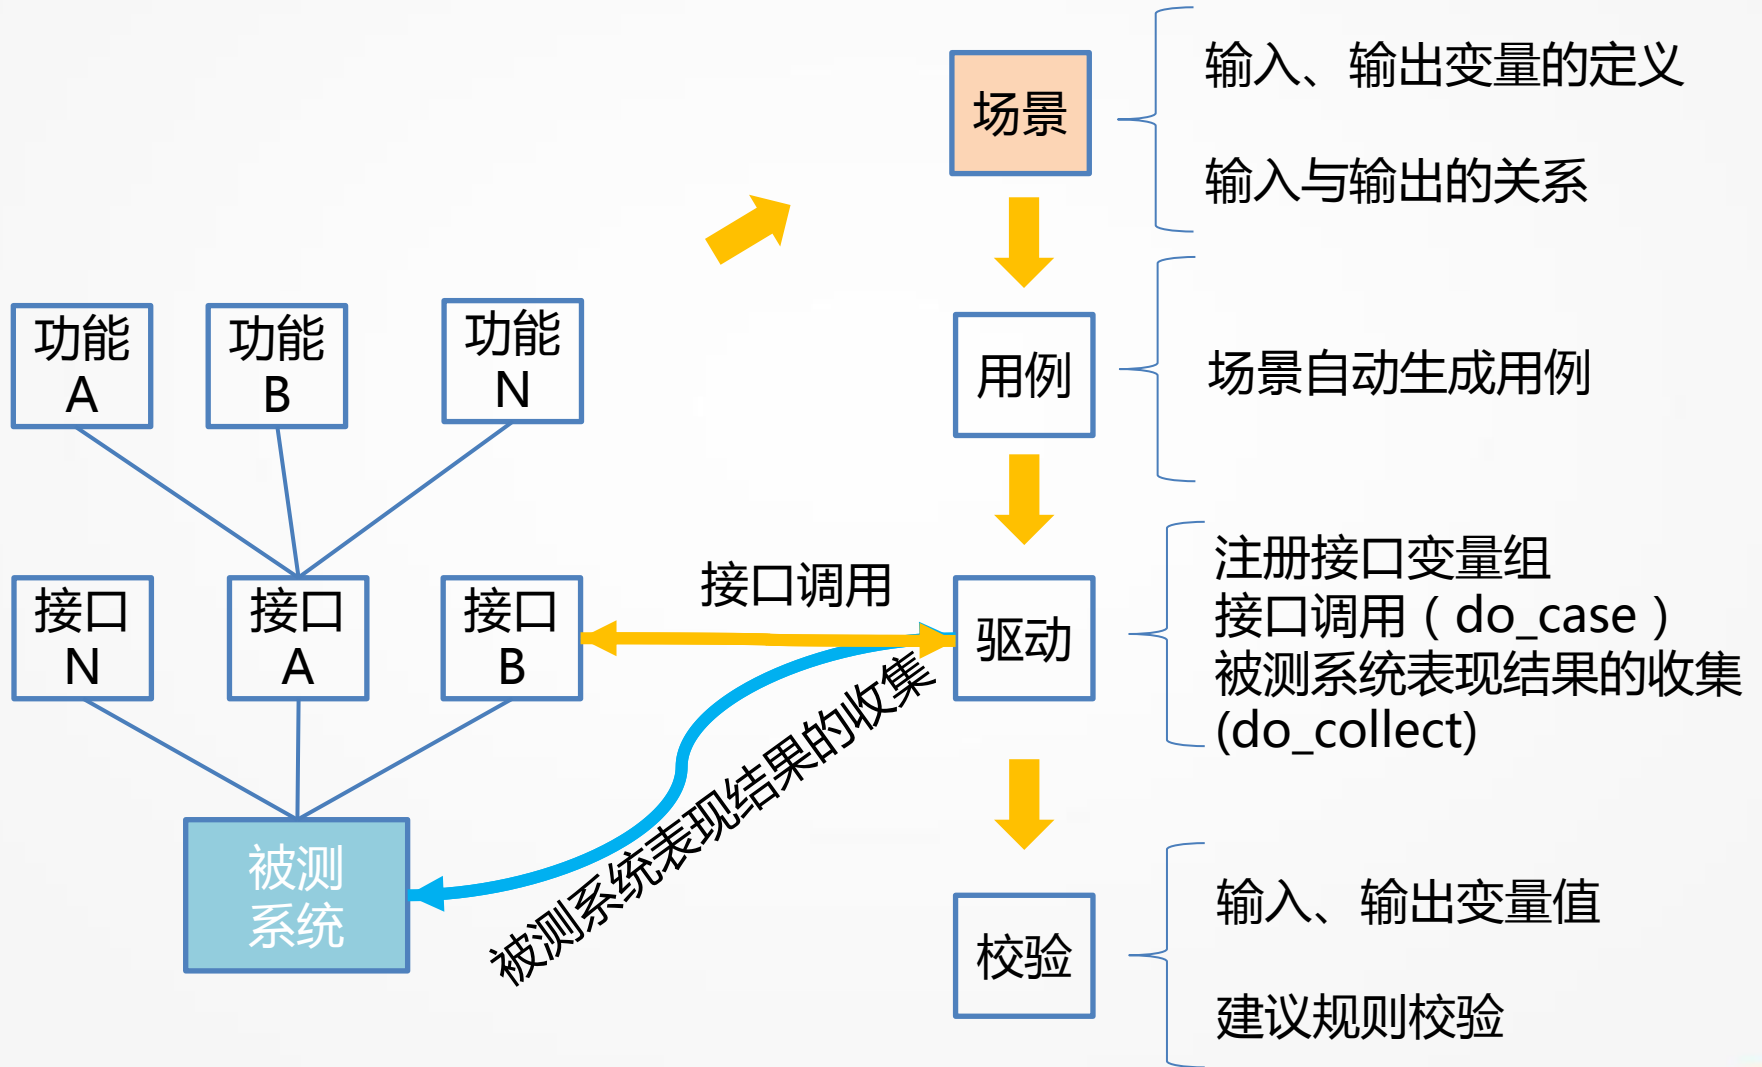 场景
输入、输出变量的定义
输入与输出的关系
功能
A
功能
B
功能
N
用例
场景自动生成用例
接口
N
接口
A
接口
B
接口调用
驱动
注册接口变量组
接口调用（do_case）
被测系统表现结果的收集
(do_collect)
被测系统表现结果的收集
被测
系统
校验
输入、输出变量值
建议规则校验